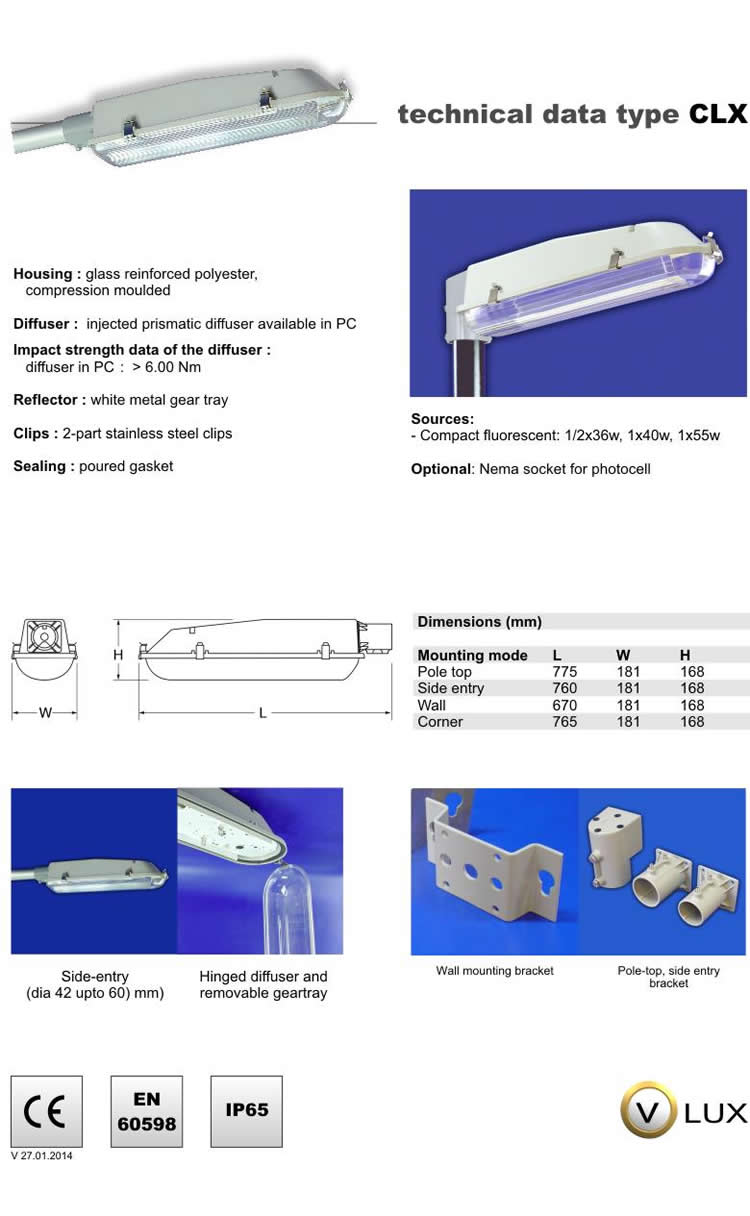 technical data type CLX
Housing : glass reinforced polyester,
compression moulded
Diffuser : injected prismatic diffuser available in PC
Impact strength data of the diffuser :
diffuser in PC : > 6.00 Nm
Reflector : white metal gear tray
Clips : 2-part stainless steel clips
Sealing : poured gasket
Sources:
- Compact fluorescent: 1/2x36w, 1x40w, 1x55w
Optional: Nema socket for photocell
H
W
L
Dimensions (mm)
Mounting mode L W H
Pole top 775 181 168
Side entry 760 181 168
Wall 670 181 168
Corner 765 181 168
Side-entry
(dia 42 upto 60) mm)
Hinged diffuser and
removable geartray
Wall mounting bracket
Pole-top, side entry
bracket
CE
EN
60598
IP65
V 27.01.2014
V LUX